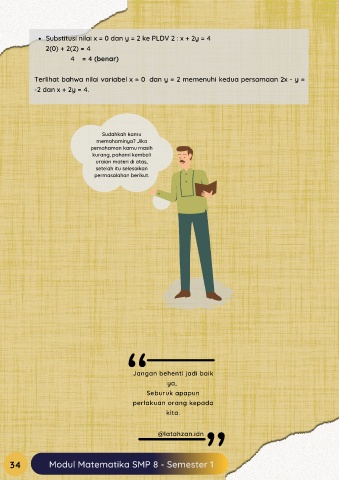 • Substitusi nilai x = 0 dan y = 2 ke PLDV 2 : x + 2y = 4
2(0) + 2(2) = 4
4 = 4 (benar)
Terlihat bahwa nilai variabel x = 0 dan y = 2 memenuhi kedua persamaan 2x - y =
-2 dan x + 2y = 4.
Sudahkah kamu
memahaminya? Jika
pemahaman kamu masih
kurang, pahami kembali
uraian materi di atas,
setelah itu selesaikan
permasalahan berikut.
“
Jangan behenti jadi baik
ya,
Seburuk apapun
perlakuan orang kepada
kita.
@latahzan.idn
”
34 Modul Matematika SMP 8 - Semester 1